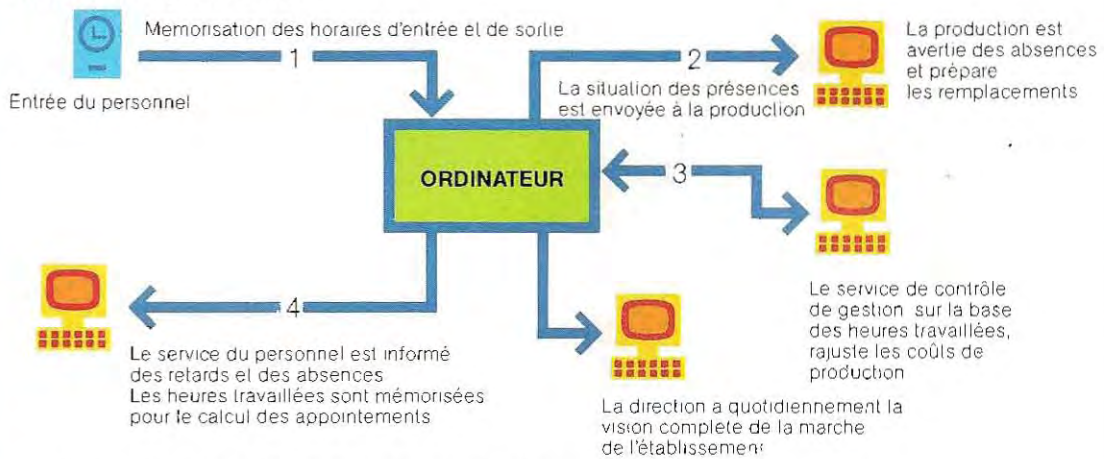 Memorisation des horaires d'entrée et de sortie
1
Entrée du personnel
2
La situation des présences
est envoyée à la production
La production est
avertie des absences
et prépare
les remplacements
ORDINATEUR
3
Le service de contrôle
de gestion sur la base
des heures travaillées,
rajuste les coûts de
production
4
Le service du personnel est informé
des retards et des absences
Les heures travaillées sont mémorisées
pour le calcul des appointements
La direction a quotidiennement la
vision complete de la marche
de l'établissement